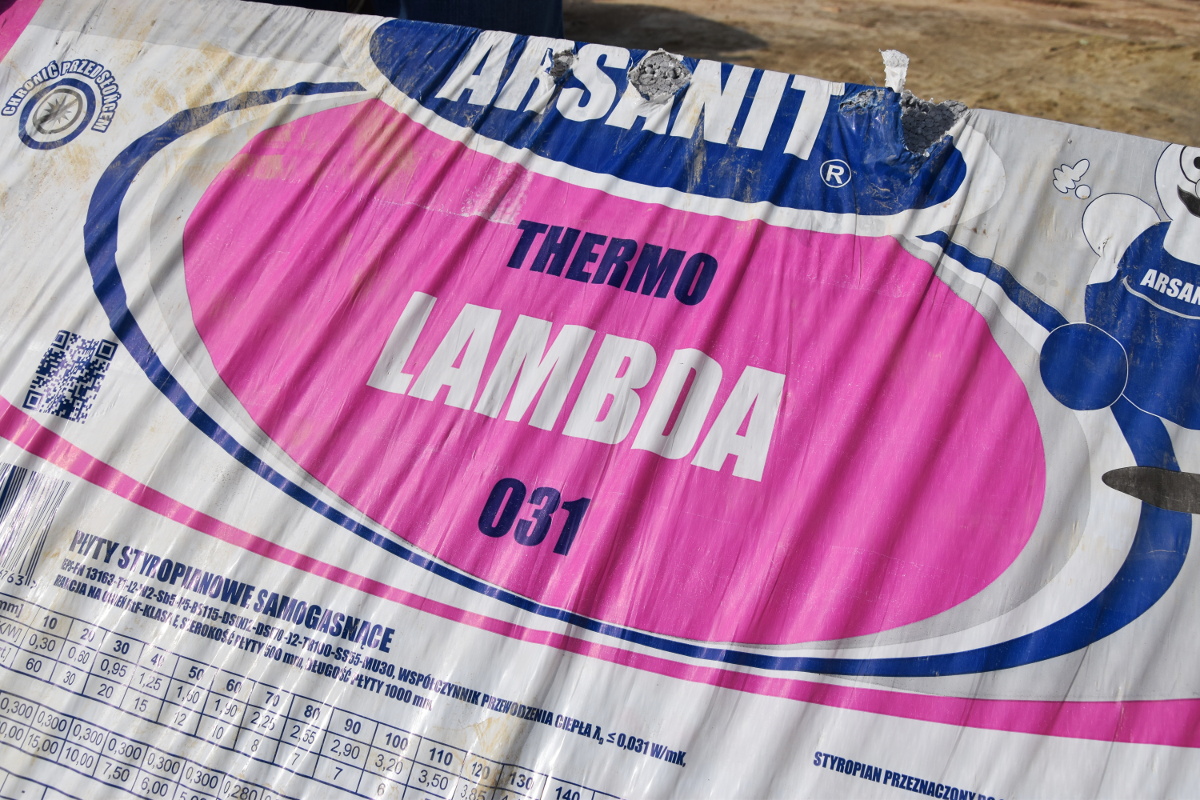 CHRONIĆ PRZED SŁOŃCEM
ARSANIT
®
ARSAN
THERMO
LAMBDA
031
PŁYTY STYROPIANOWE SAMOGASNĄCE
WSPÓŁCZYNNIK PRZEWODZENIA CIEPŁA λD ≤ 0,031 W/mK,
KLASA E, SZEROKOŚĆ PŁYTY 500 mm, DŁUGOŚĆ PŁYTY 1000 mm
10 20 30 40 50 60 70 80 90 100 110 120 130 140
0,30 0,60 0,95 1,25 1,60 1,90 2,25 2,55 2,90 3,20 3,50 3,85
60 30 20 15 12 10 8 7 7 6
0,300 0,300 0,300 0,300 0,300 0,300 0,280
15,00 10,00 7,50 6,00
STYROPIAN PRZEZNACZONY